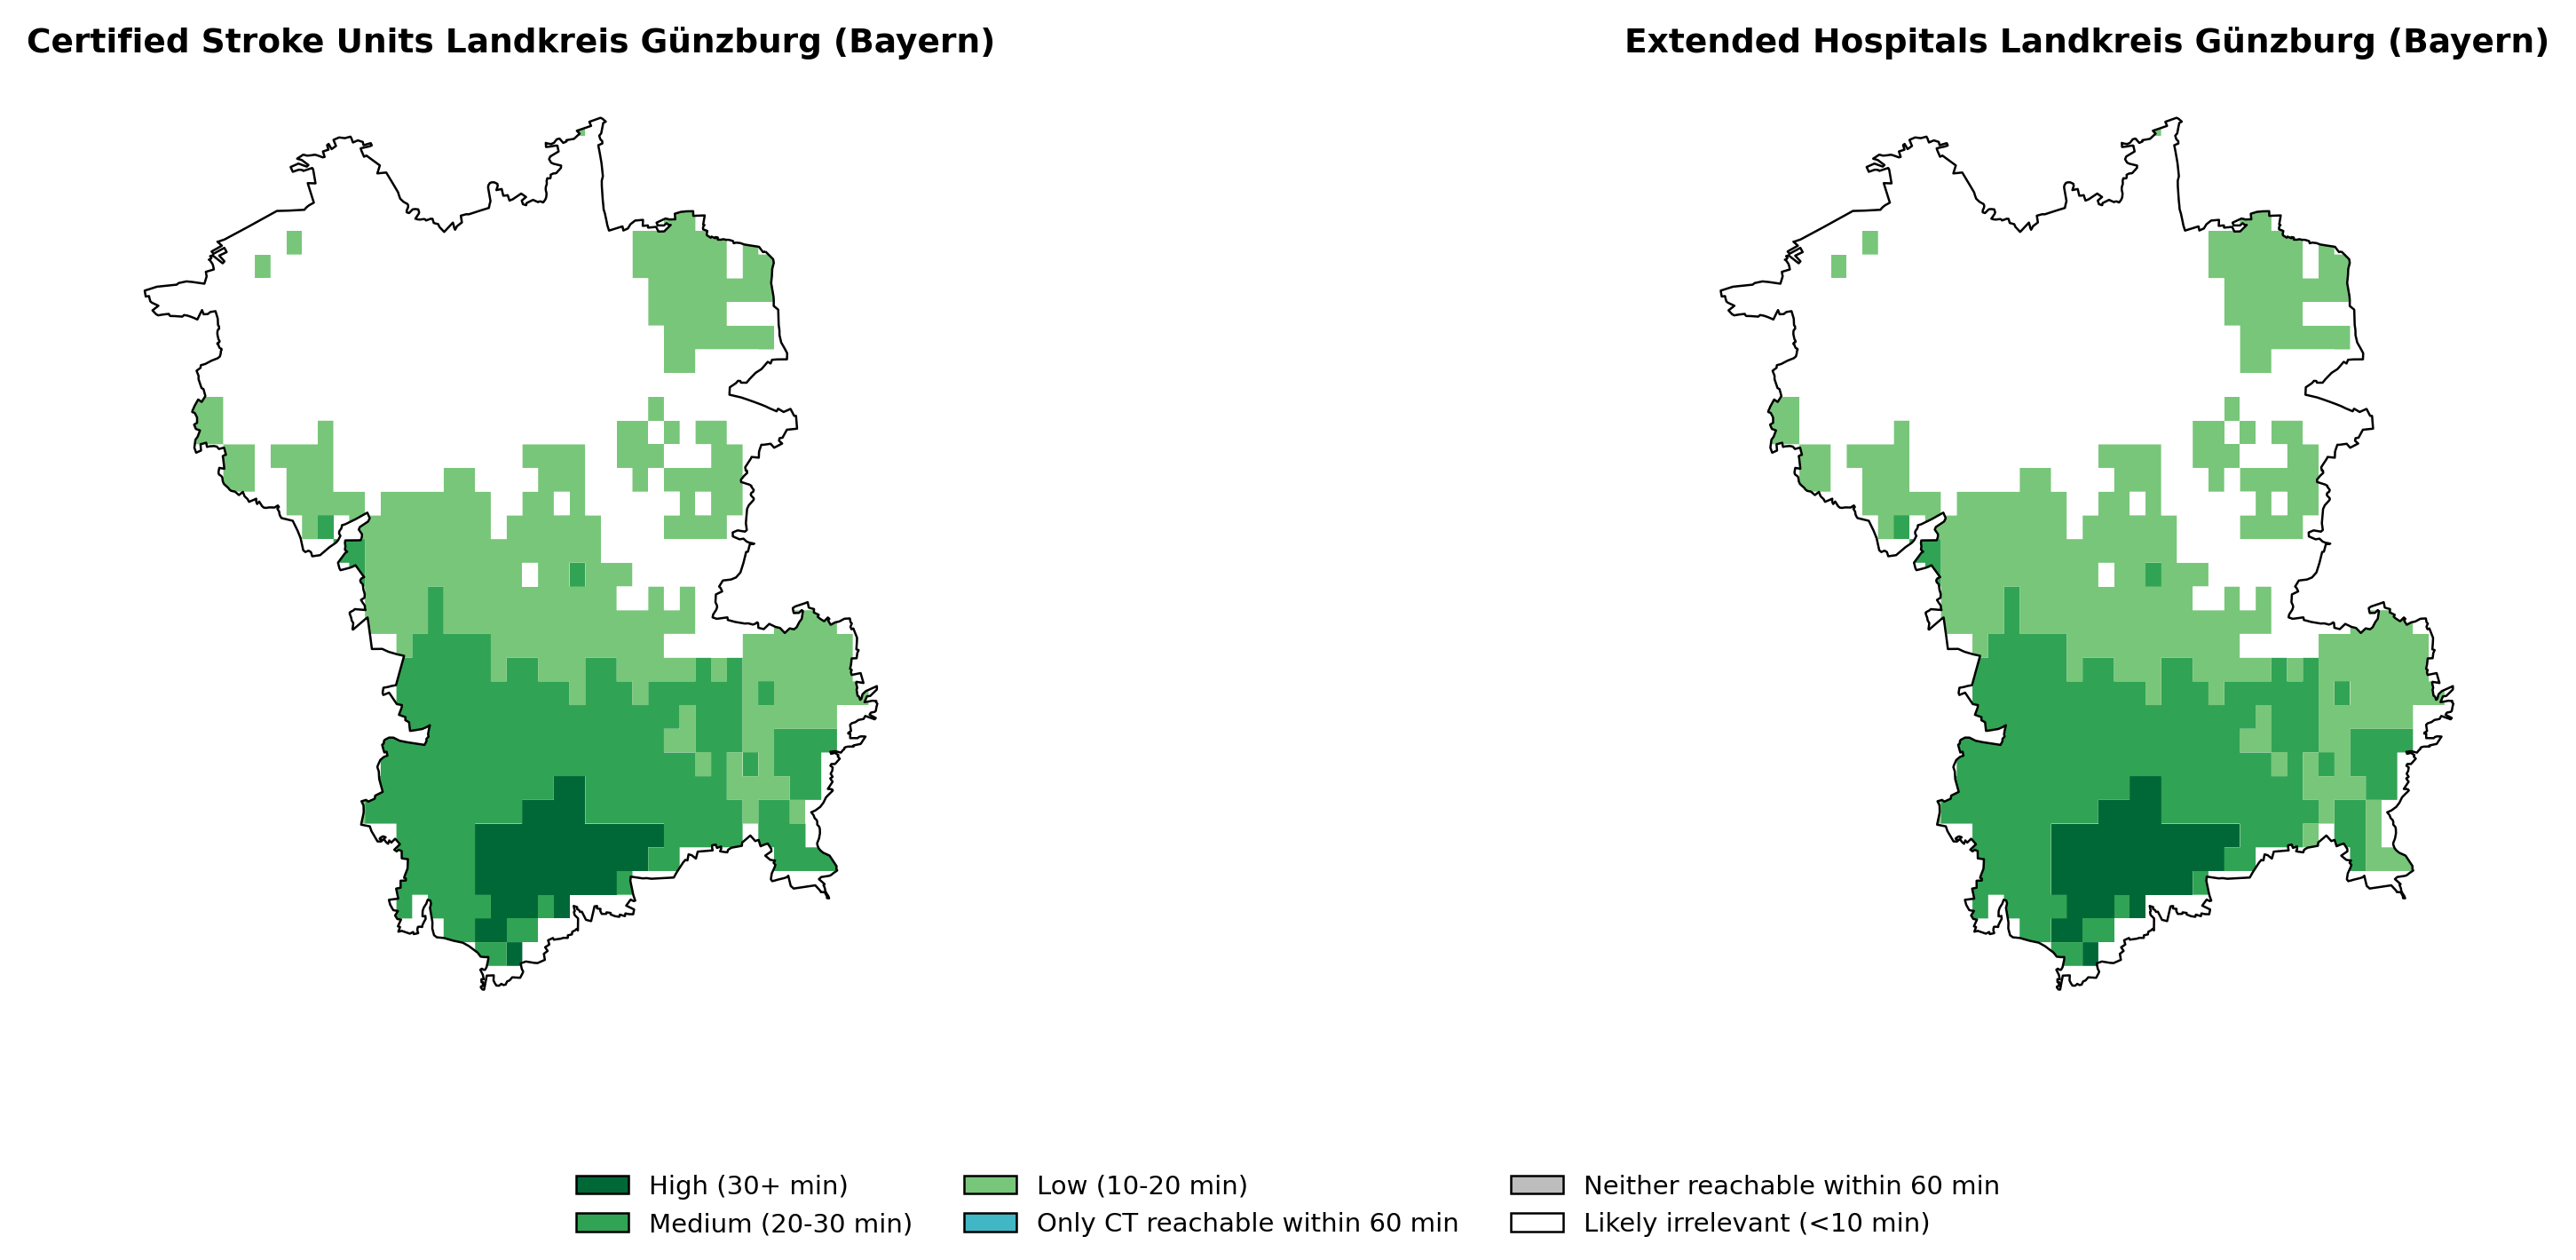 Certified Stroke Units Landkreis Günzburg (Bayern)
Extended Hospitals Landkreis Günzburg (Bayern)
High (30+ min)
Medium (20-30 min)
Low (10-20 min)
Only CT reachable within 60 min
Neither reachable within 60 min
Likely irrelevant (<10 min)